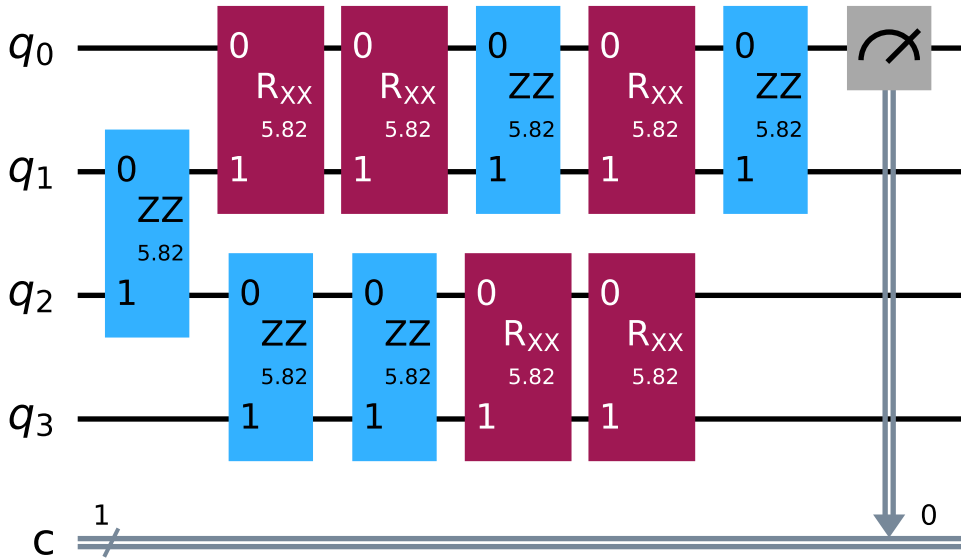 q0 0 0 0 0 0
RXX RXX ZZ RXX ZZ
5.82 5.82 5.82 5.82 5.82
q1 0 1 1 1 1 1
ZZ
5.82
q2 1 0 0 0 0
ZZ ZZ RXX RXX
5.82 5.82 5.82 5.82
q3 1 1 1 1
1 0
c